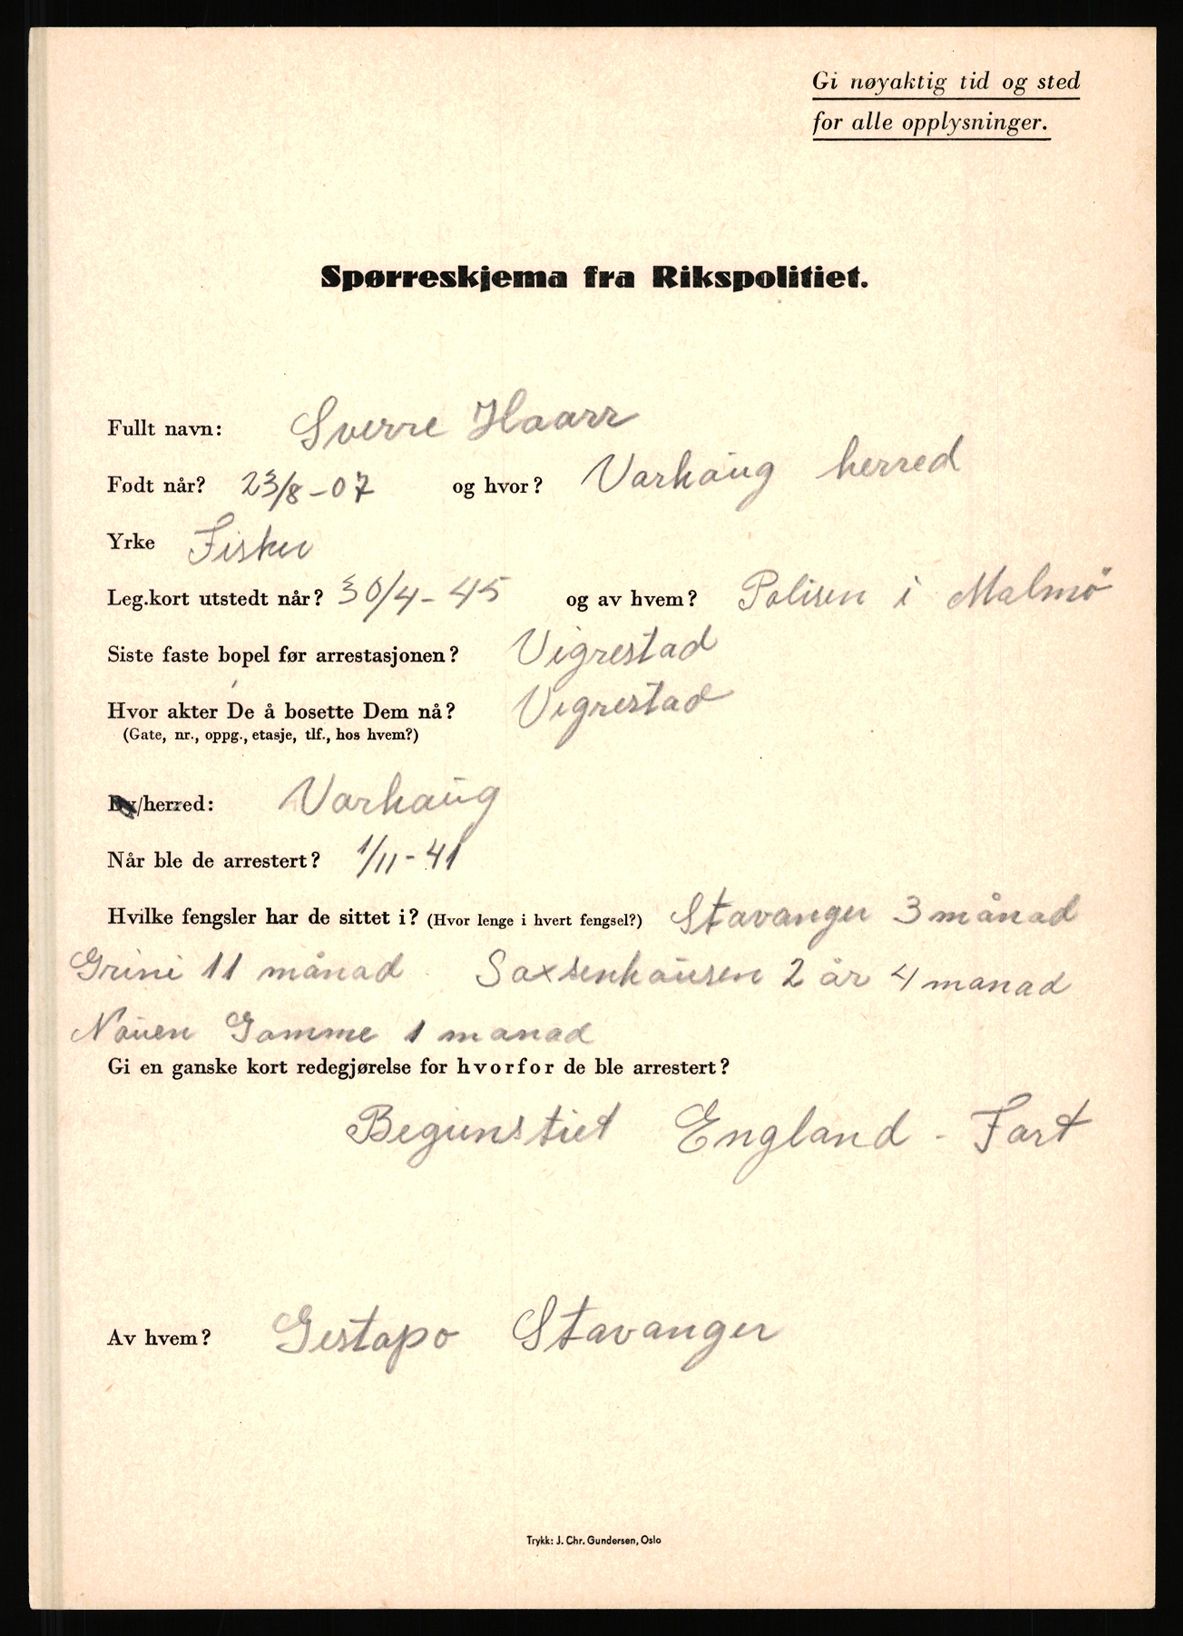 Gi nøyaktig tid og sted
for alle opplysninger.
Spørreskjema fra Rikspolitiet.
Fullt navn: Sverre Haarr
Født når? 23/8-07 og hvor? Varhaug herred
Yrke Fisker
Leg.kort utstedt når? 30/4-45 og av hvem? Polisen i Malmö
Siste faste bopel før arrestasjonen? Vigrestad
Hvor akter De å bosette Dem nå? Vigrestad
(Gate, nr., oppg., etasje, tlf., hos hvem?)
By/herred: Varhaug
Når ble de arrestert? 1/11-41
Hvilke fengsler har de sittet i? (Hvor lenge i hvert fengsel?) Stavanger 3 månad
Grini 11 månad Saxsenhausen 2 år 4 manad
Nauen Gamme 1 manad
Gi en ganske kort redegjørelse for hvorfor de ble arrestert?
Begunstiet England - Fart
Av hvem? Gestapo Stavanger
Trykk: J. Chr. Gundersen, Oslo